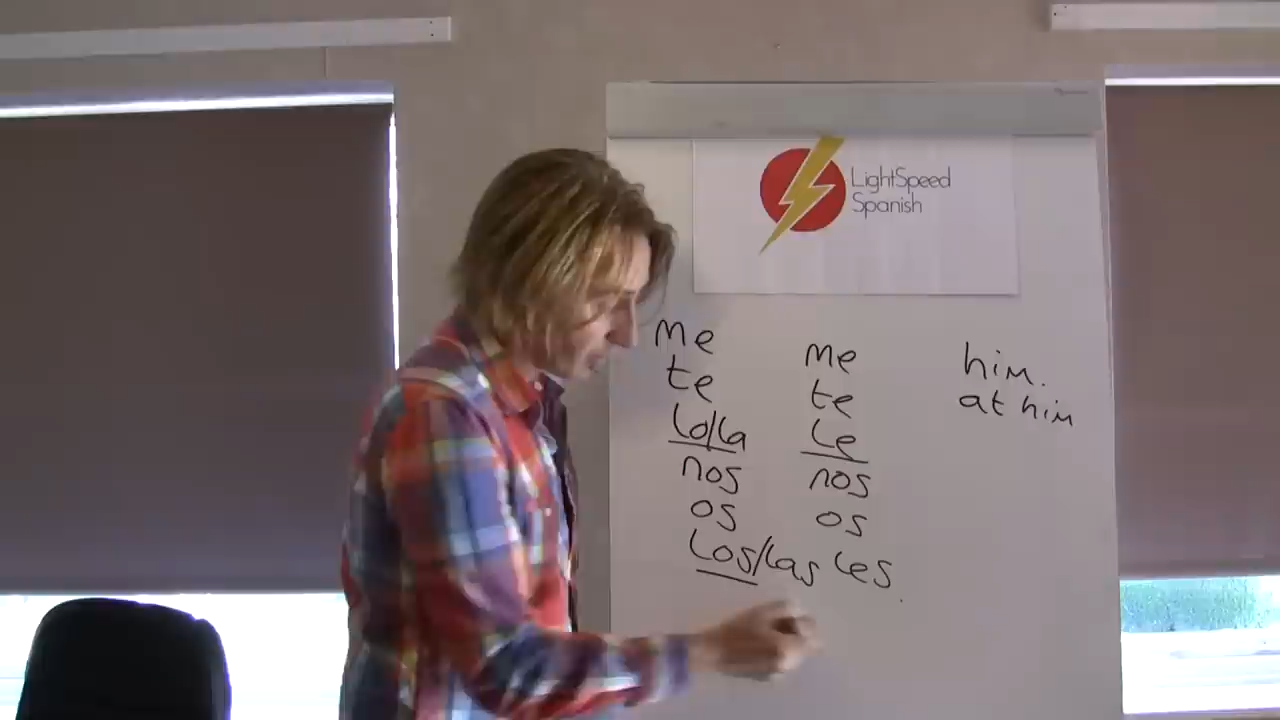 LightSpeed
Spanish
me
te
lo/la
nos
os
los/las
me
te
le
nos
os
les
him.
at him